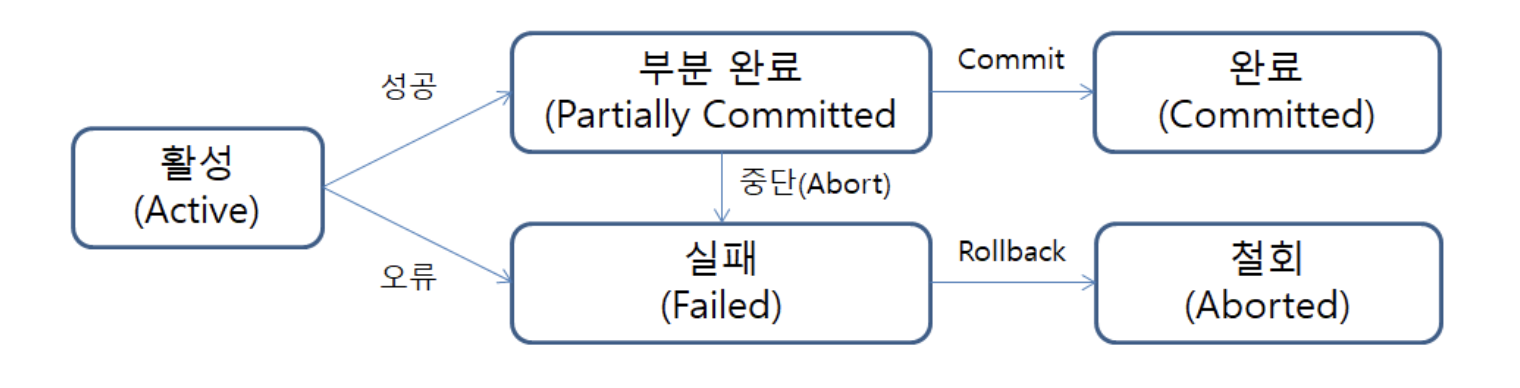 활성
(Active)
성공
오류
부분 완료
(Partially Committed
중단(Abort)
실패
(Failed)
Commit
완료
(Committed)
Rollback
철회
(Aborted)